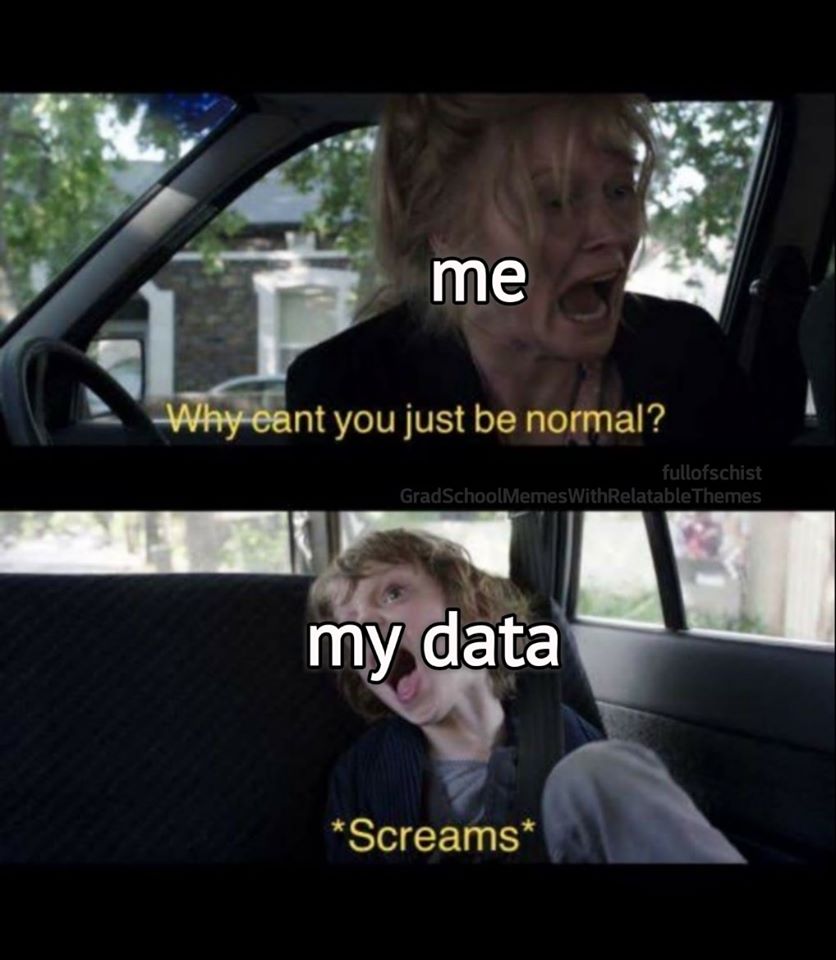 me
Why cant you just be normal?
fullofschist
GradSchoolMemesWithRelatableThemes
my data
*Screams*